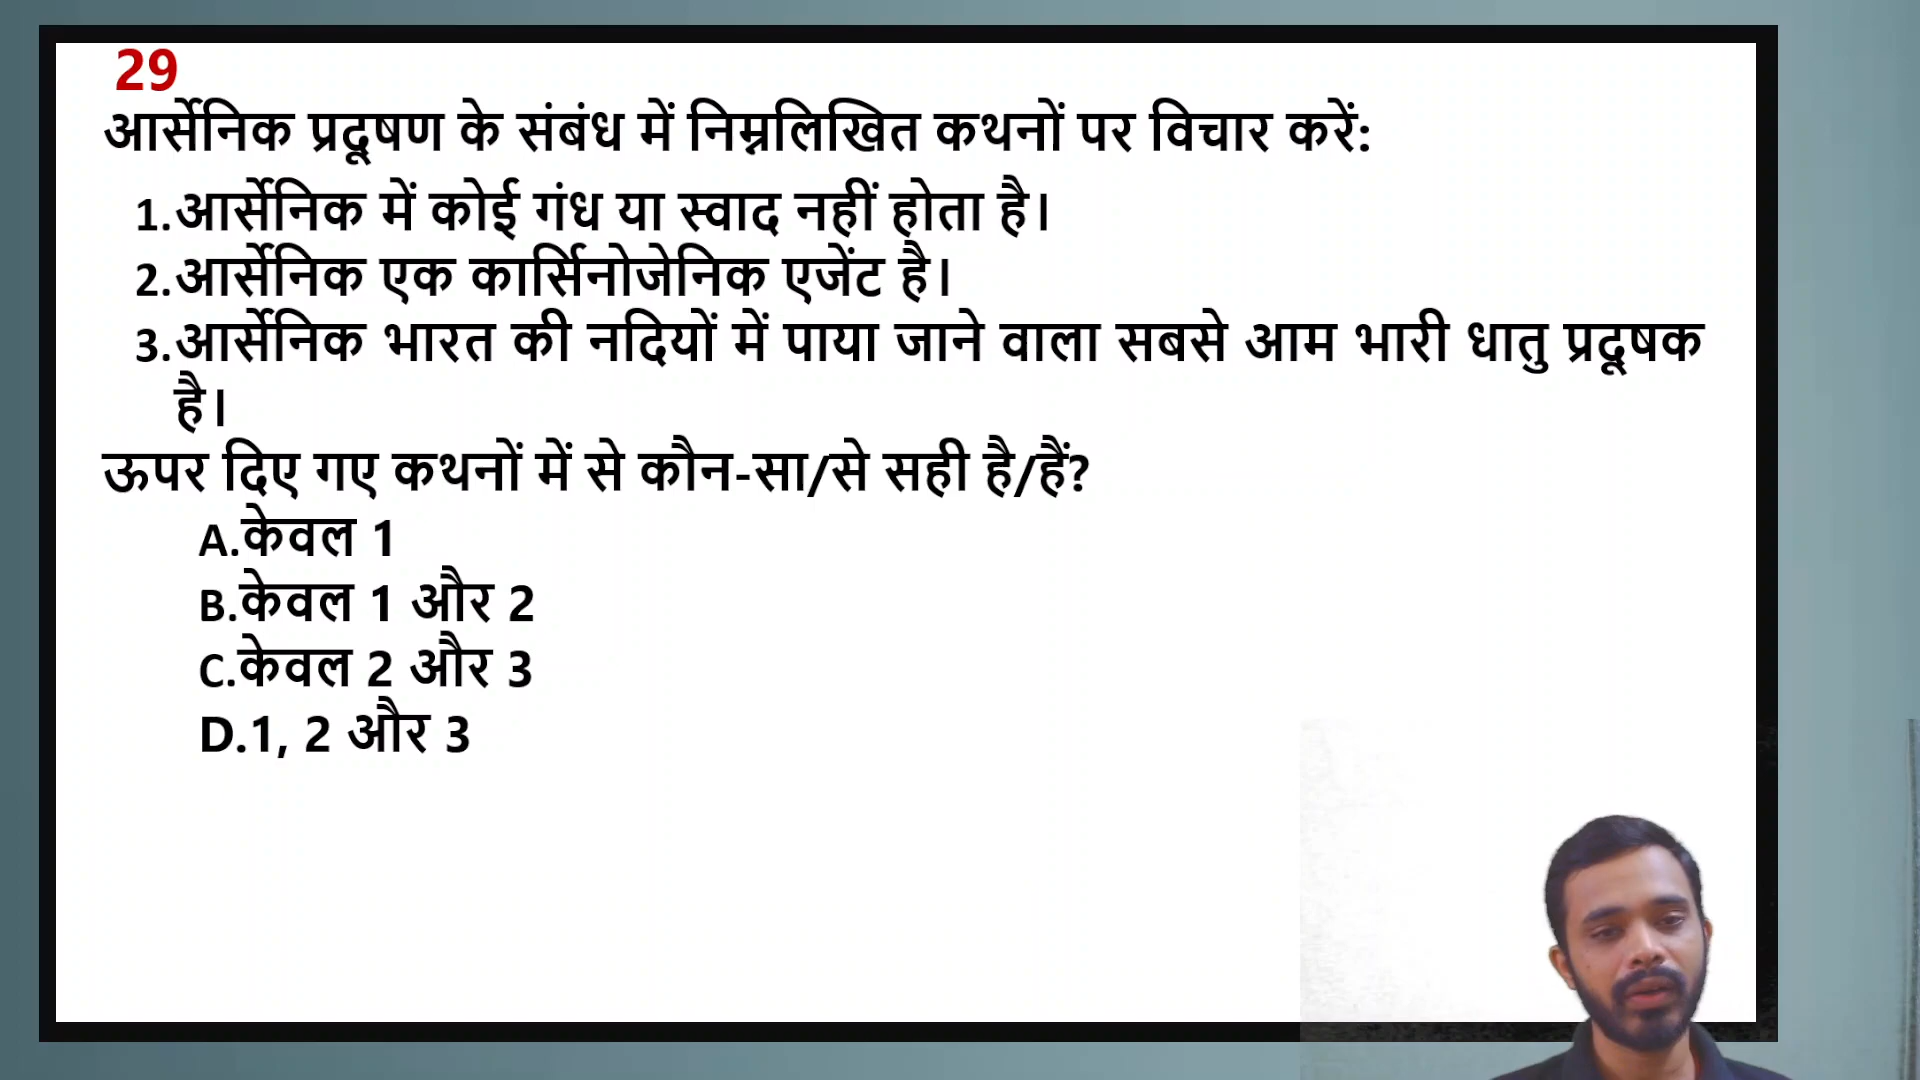 29
आर्सेनिक प्रदूषण के संबंध में निम्नलिखित कथनों पर विचार करें:
1.आर्सेनिक में कोई गंध या स्वाद नहीं होता है।
2.आर्सेनिक एक कार्सिनोजेनिक एजेंट है।
3.आर्सेनिक भारत की नदियों में पाया जाने वाला सबसे आम भारी धातु प्रदूषक
है।
ऊपर दिए गए कथनों में से कौन-सा/से सही है/हैं?
A.केवल 1
B.केवल 1 और 2
C.केवल 2 और 3
D.1, 2 और 3